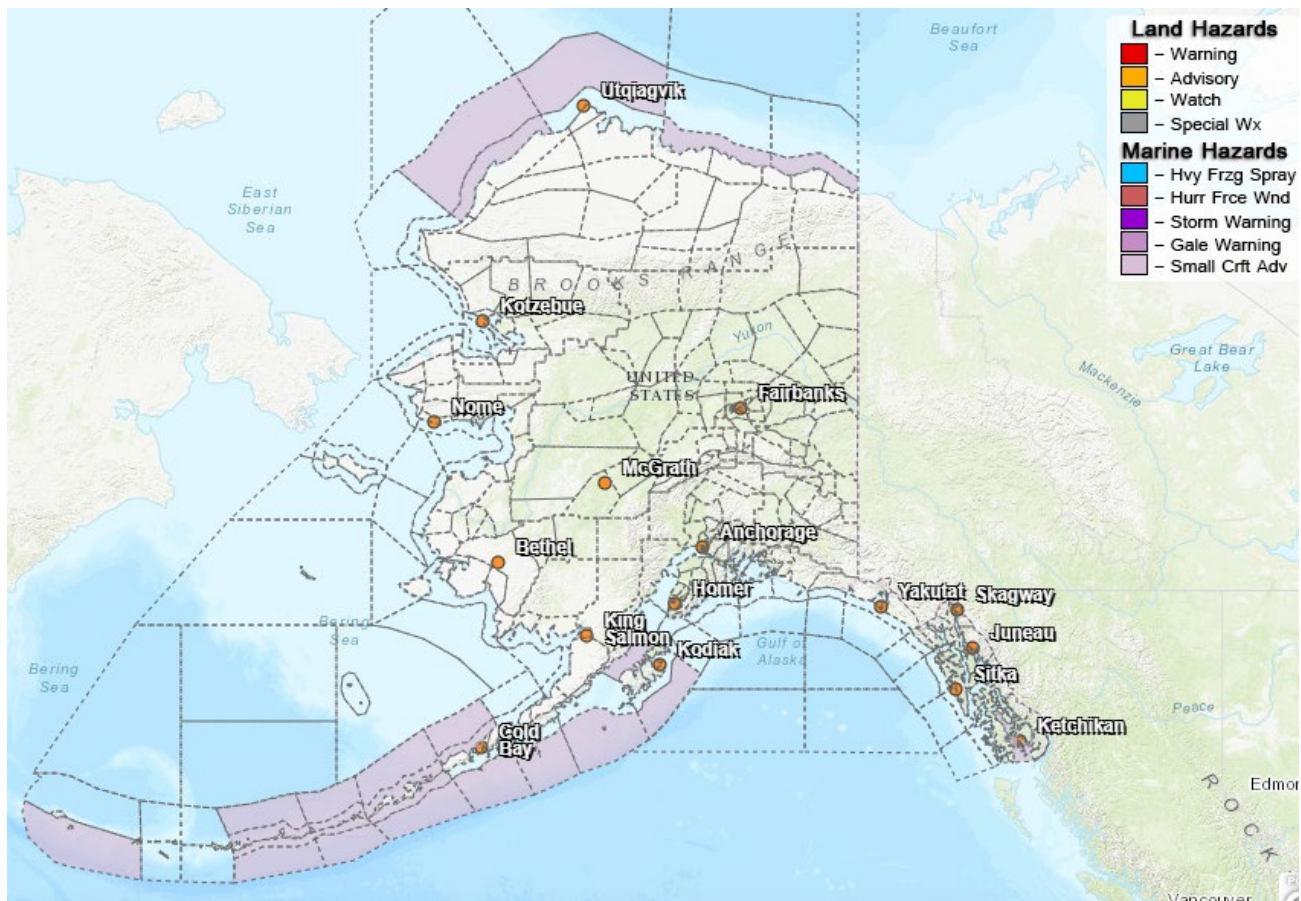 Land Hazards
– Warning
– Advisory
– Watch
– Special Wx
Marine Hazards
– Hvy Frzg Spray
– Hurr Frce Wnd
– Storm Warning
– Gale Warning
– Small Crft Adv
Beaufort
Sea
Utqiagvik
East
Siberian
Sea
BROOKS RANGE
Kotzebue
Yukon
Great Bear
Lake
Mackenzie
UNITED
STATES
Fairbanks
Nome
McGrath
Anchorage
Bethel
Homer
Yakutat
Skagway
King
Salmon
Bering
Sea
Juneau
Kodiak
Gulf of
Alaska
Bering
Sea
Sitka
Peace
Cold
Bay
Ketchikan
Edmon
ROCK
Vancouver